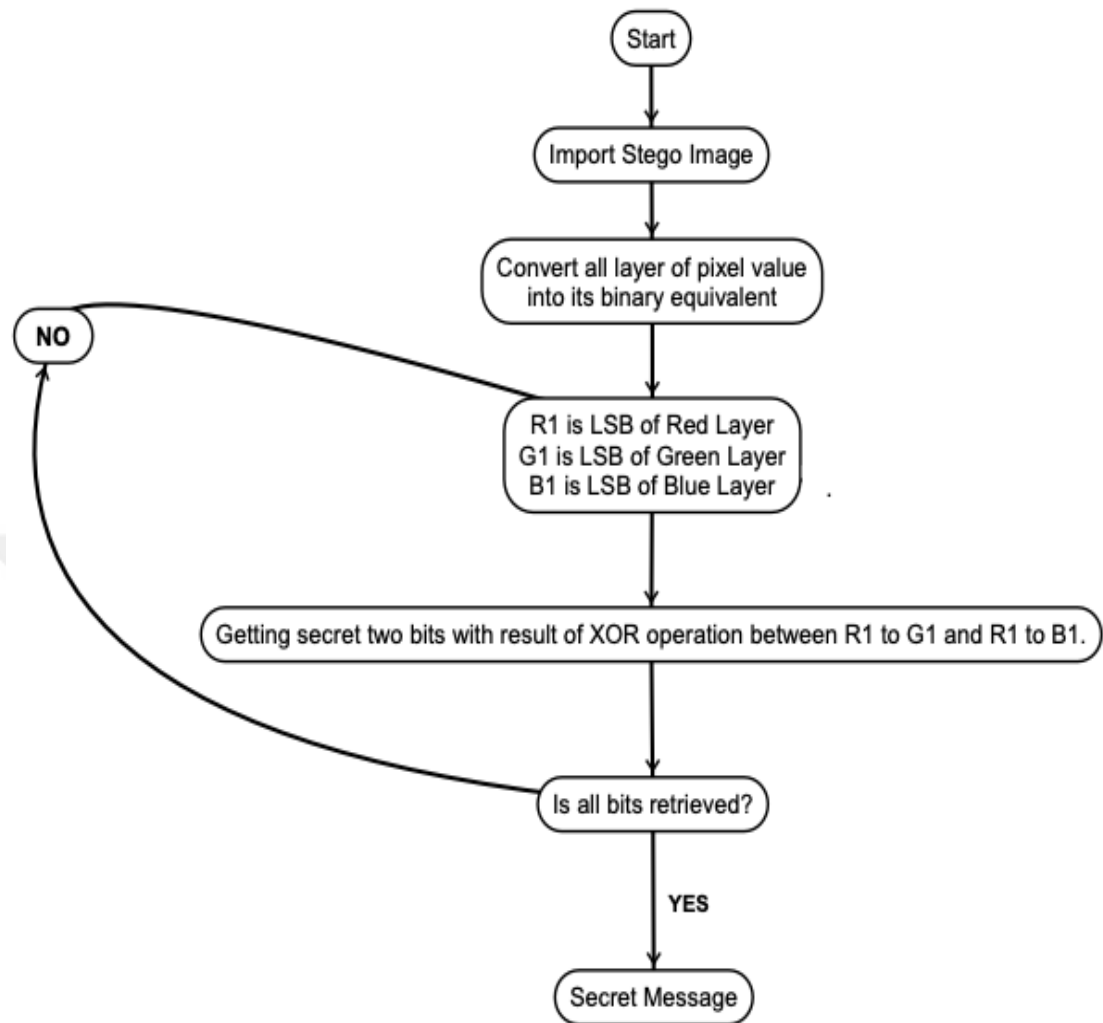 Start
Import Stego Image
Convert all layer of pixel value
into its binary equivalent
NO
R1 is LSB of Red Layer
G1 is LSB of Green Layer
B1 is LSB of Blue Layer
.
Getting secret two bits with result of XOR operation between R1 to G1 and R1 to B1.
Is all bits retrieved?
YES
Secret Message